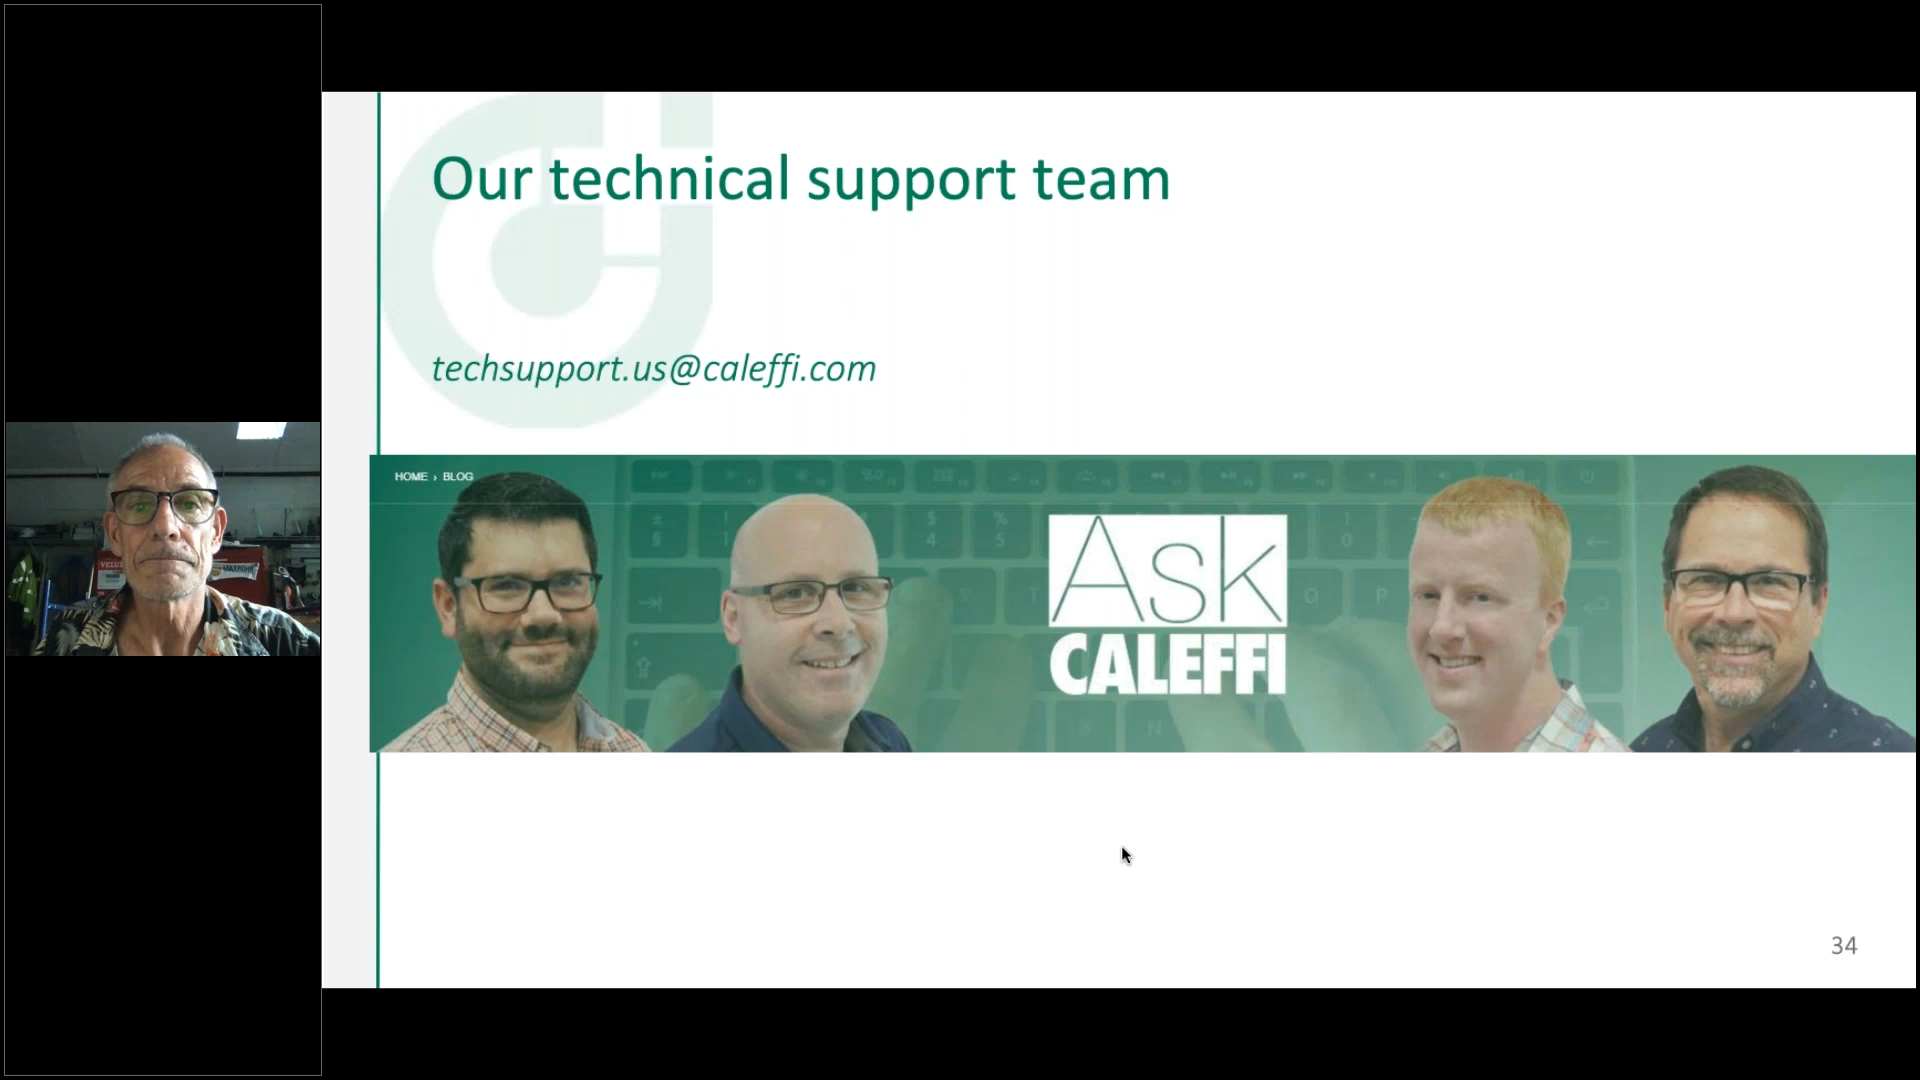 Our technical support team
techsupport.us@caleffi.com
HOME › BLOG
Ask
CALEFFI
34